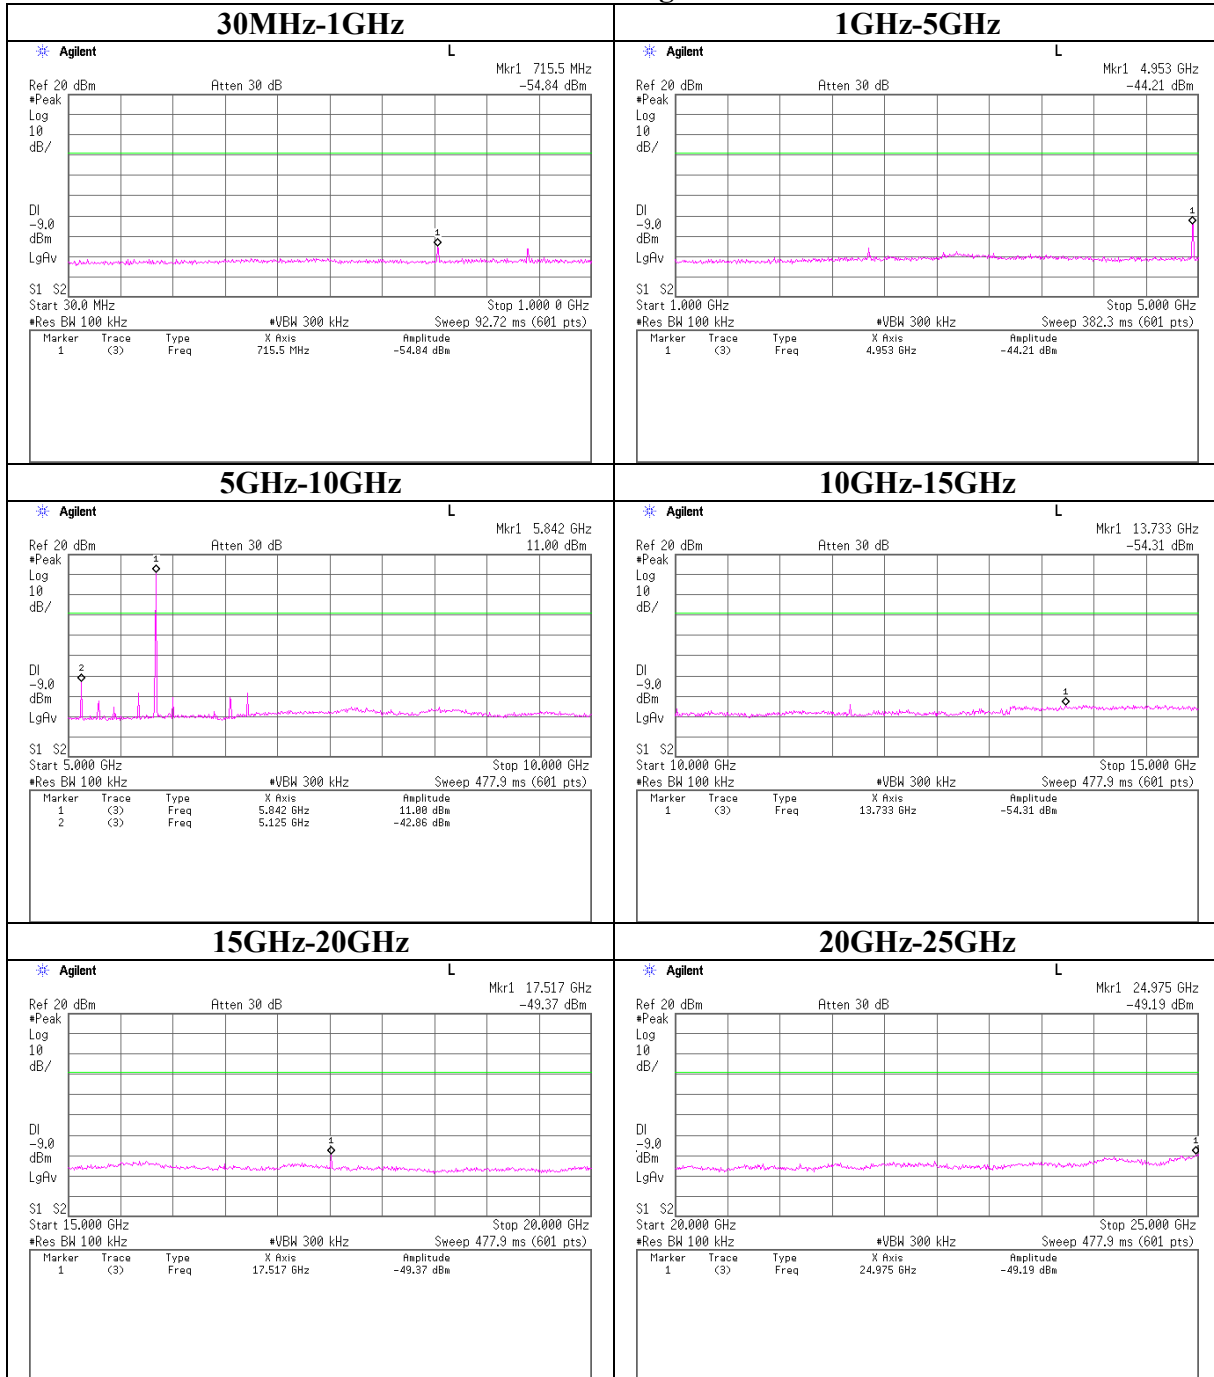 30MHz-1GHz
Agilent L
Mkr1 715.5 MHz
Ref 20 dBm Atten 30 dB -54.84 dBm
#Peak
Log
10
dB/
1
DI
-9.0
dBm
LgAv
S1 S2
Start 30.0 MHz Stop 1.000 0 GHz
#Res BW 100 kHz #VBW 300 kHz Sweep 92.72 ms (601 pts)
Marker Trace Type X Axis Amplitude
1 (3) Freq 715.5 MHz -54.84 dBm
1GHz-5GHz
Agilent L
Mkr1 4.953 GHz
Ref 20 dBm Atten 30 dB -44.21 dBm
#Peak
Log
10
dB/
1
DI
-9.0
dBm
LgAv
S1 S2
Start 1.000 GHz Stop 5.000 GHz
#Res BW 100 kHz #VBW 300 kHz Sweep 382.3 ms (601 pts)
Marker Trace Type X Axis Amplitude
1 (3) Freq 4.953 GHz -44.21 dBm
5GHz-10GHz
Agilent L
Mkr1 5.842 GHz
Ref 20 dBm Atten 30 dB 11.00 dBm
#Peak
Log
10
dB/
1
2
DI
-9.0
dBm
LgAv
S1 S2
Start 5.000 GHz Stop 10.000 GHz
#Res BW 100 kHz #VBW 300 kHz Sweep 477.9 ms (601 pts)
Marker Trace Type X Axis Amplitude
1 (3) Freq 5.842 GHz 11.00 dBm
2 (3) Freq 5.125 GHz -42.86 dBm
10GHz-15GHz
Agilent L
Mkr1 13.733 GHz
Ref 20 dBm Atten 30 dB -54.31 dBm
#Peak
Log
10
dB/
1
DI
-9.0
dBm
LgAv
S1 S2
Start 10.000 GHz Stop 15.000 GHz
#Res BW 100 kHz #VBW 300 kHz Sweep 477.9 ms (601 pts)
Marker Trace Type X Axis Amplitude
1 (3) Freq 13.733 GHz -54.31 dBm
15GHz-20GHz
Agilent L
Mkr1 17.517 GHz
Ref 20 dBm Atten 30 dB -49.37 dBm
#Peak
Log
10
dB/
1
DI
-9.0
dBm
LgAv
S1 S2
Start 15.000 GHz Stop 20.000 GHz
#Res BW 100 kHz #VBW 300 kHz Sweep 477.9 ms (601 pts)
Marker Trace Type X Axis Amplitude
1 (3) Freq 17.517 GHz -49.37 dBm
20GHz-25GHz
Agilent L
Mkr1 24.975 GHz
Ref 20 dBm Atten 30 dB -49.19 dBm
#Peak
Log
10
dB/
1
DI
-9.0
dBm
LgAv
S1 S2
Start 20.000 GHz Stop 25.000 GHz
#Res BW 100 kHz #VBW 300 kHz Sweep 477.9 ms (601 pts)
Marker Trace Type X Axis Amplitude
1 (3) Freq 24.975 GHz -49.19 dBm